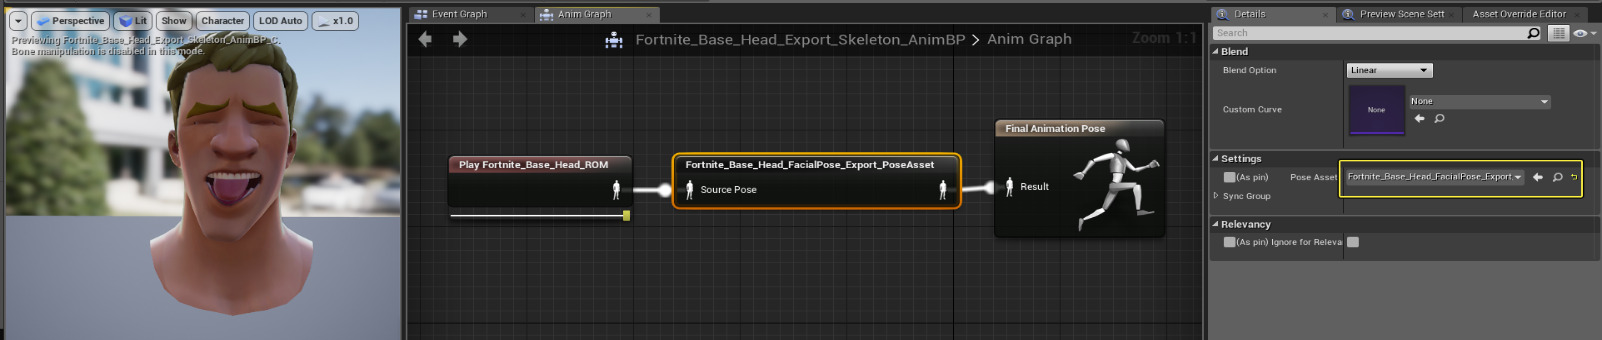 Perspective
Lit
Show
Character
LOD Auto
x1.0
Previewing Fortnite_Base_Head_Export_Skeleton_AnimBP_C.
Bone manipulation is disabled in this mode.
Event Graph
Anim Graph
Fortnite_Base_Head_Export_Skeleton_AnimBP > Anim Graph
Zoom 1:1
Play Fortnite_Base_Head_ROM
Fortnite_Base_Head_FacialPose_Export_PoseAsset
Source Pose
Final Animation Pose
Result
Details
Preview Scene Sett
Asset Override Editor
Search
Blend
Blend Option
Linear
Custom Curve
None
None
Settings
(As pin) Pose Asset
Fortnite_Base_Head_FacialPose_Export.
Sync Group
Relevancy
(As pin) Ignore for Releva